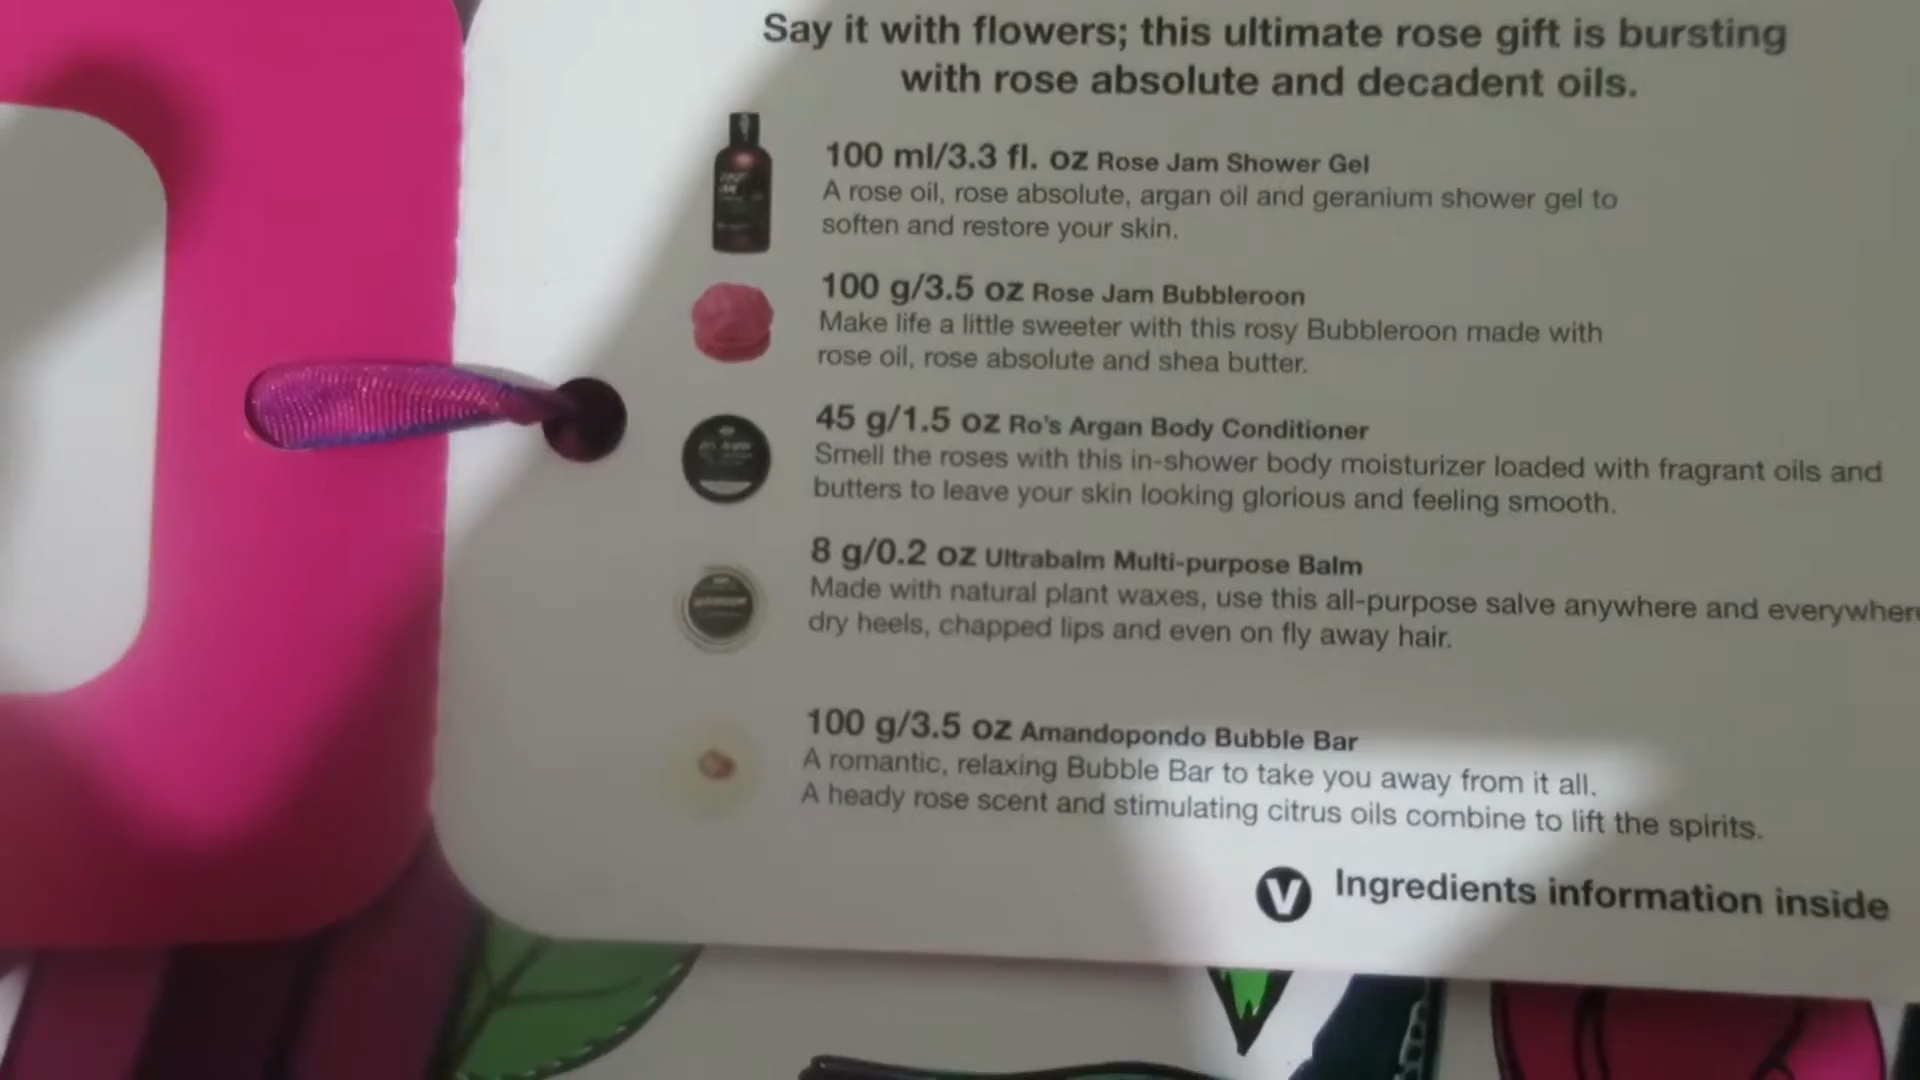 Say it with flowers; this ultimate rose gift is bursting
with rose absolute and decadent oils.
100 ml/3.3 fl. oz Rose Jam Shower Gel
A rose oil, rose absolute, argan oil and geranium shower gel to
soften and restore your skin.
100 g/3.5 oz Rose Jam Bubbleroon
Make life a little sweeter with this rosy Bubbleroon made with
rose oil, rose absolute and shea butter.
45 g/1.5 oz Ro's Argan Body Conditioner
Smell the roses with this in-shower body moisturizer loaded with fragrant oils and
butters to leave your skin looking glorious and feeling smooth.
8 g/0.2 oz Ultrabalm Multi-purpose Balm
Made with natural plant waxes, use this all-purpose salve anywhere and everywher
dry heels, chapped lips and even on fly away hair.
100 g/3.5 oz Amandopondo Bubble Bar
A romantic, relaxing Bubble Bar to take you away from it all.
A heady rose scent and stimulating citrus oils combine to lift the spirits.
V Ingredients information inside